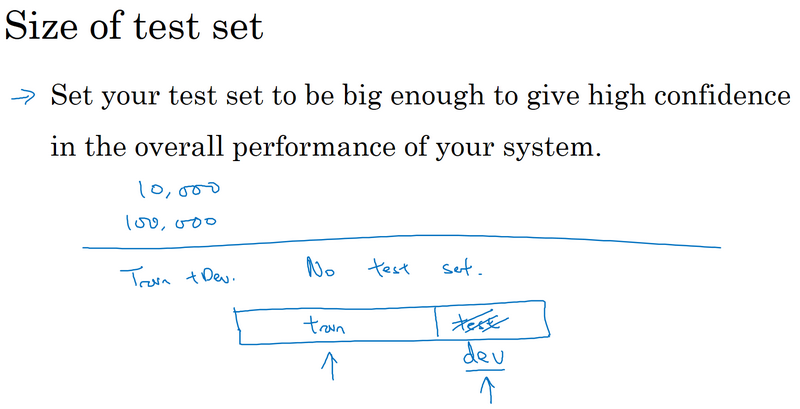 Size of test set
→ Set your test set to be big enough to give high confidence
in the overall performance of your system.
10,000
100,000
Train + Dev. No test set.
train test
dev